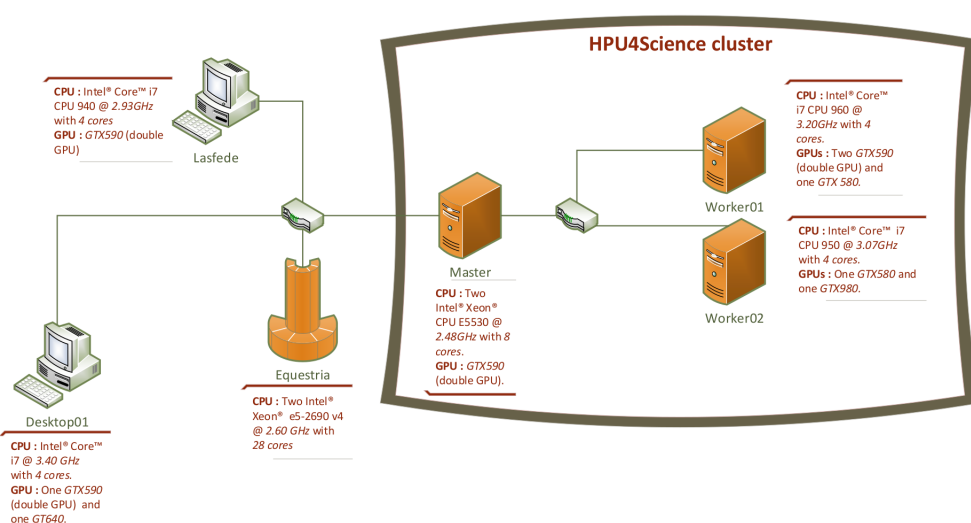 HPU4Science cluster
CPU : Intel® Core™ i7
CPU 940 @ 2.93GHz
with 4 cores
GPU : GTX590 (double
GPU)
Lasfede
CPU : Intel® Core™
i7 CPU 960 @
3.20GHz with 4
cores.
GPUs : Two GTX590
(double GPU) and
one GTX 580.
Worker01
CPU : Intel® Core™ i7
CPU 950 @ 3.07GHz
with 4 cores.
GPUs : One GTX580 and
one GTX980.
Worker02
Master
CPU : Two
Intel® Xeon®
CPU E5530 @
2.48GHz with 8
cores.
GPU : GTX590
(double GPU).
Equestria
CPU : Two Intel®
Xeon® e5-2690 v4
@ 2.60 GHz with
28 cores
Desktop01
CPU : Intel® Core™
i7 @ 3.40 GHz
with 4 cores.
GPU : One GTX590
(double GPU) and
one GT640.